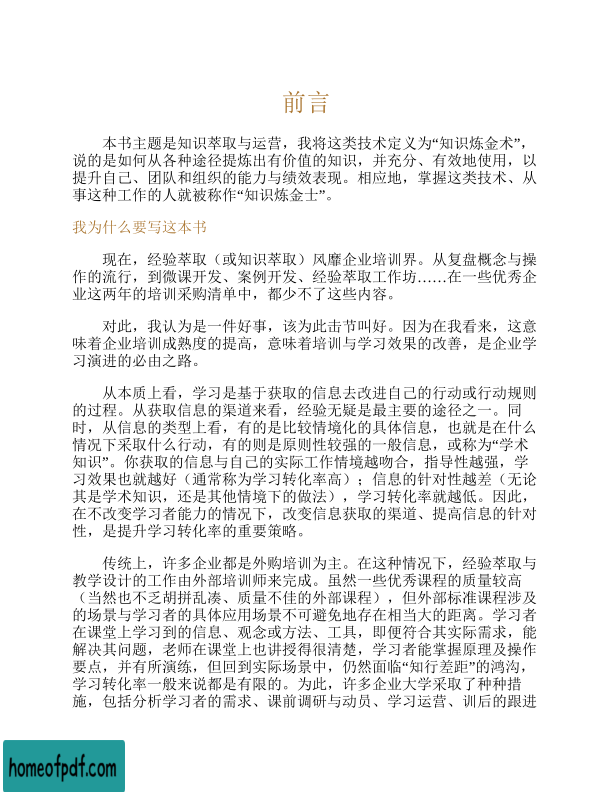 前言
本书主题是知识萃取与运营，我将这类技术定义为“知识炼金术”，
说的是如何从各种途径提炼出有价值的知识，并充分、有效地使用，以
提升自己、团队和组织的能力与绩效表现。相应地，掌握这类技术、从
事这种工作的人就被称作“知识炼金士”。
我为什么要写这本书
现在，经验萃取（或知识萃取）风靡企业培训界。从复盘概念与操
作的流行，到微课开发、案例开发、经验萃取工作坊……在一些优秀企
业这两年的培训采购清单中，都少不了这些内容。
对此，我认为是一件好事，该为此击节叫好。因为在我看来，这意
味着企业培训成熟度的提高，意味着培训与学习效果的改善，是企业学
习演进的必由之路。
从本质上看，学习是基于获取的信息去改进自己的行动或行动规则
的过程。从获取信息的渠道来看，经验无疑是最主要的途径之一。同
时，从信息的类型上看，有的是比较情境化的具体信息，也就是在什么
情况下采取什么行动，有的则是原则性较强的一般信息，或称为“学术
知识”。你获取的信息与自己的实际工作情境越吻合，指导性越强，学
习效果也就越好（通常称为学习转化率高）；信息的针对性越差（无论
其是学术知识，还是其他情境下的做法），学习转化率就越低。因此，
在不改变学习者能力的情况下，改变信息获取的渠道、提高信息的针对
性，是提升学习转化率的重要策略。
传统上，许多企业都是外购培训为主。在这种情况下，经验萃取与
教学设计的工作由外部培训师来完成。虽然一些优秀课程的质量较高
（当然也不乏胡拼乱凑、质量不佳的外部课程），但外部标准课程涉及
的场景与学习者的具体应用场景不可避免地存在相当大的距离。学习者
在课堂上学习到的信息、观念或方法、工具，即便符合其实际需求，能
解决其问题，老师在课堂上也讲授得很清楚，学习者能掌握原理及操作
要点，并有所演练，但回到实际场景中，仍然面临“知行差距”的鸿沟，
学习转化率一般来说都是有限的。为此，许多企业大学采取了种种措
施，包括分析学习者的需求、课前调研与动员、学习运营、训后的跟进
homeofpdf.com